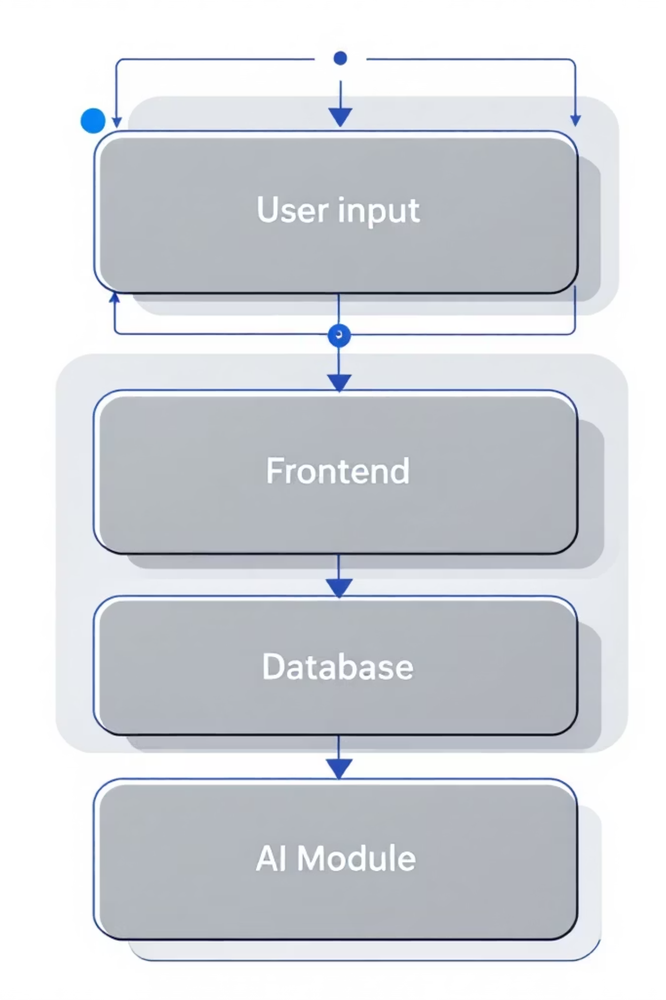 User input
Frontend
Database
AI Module